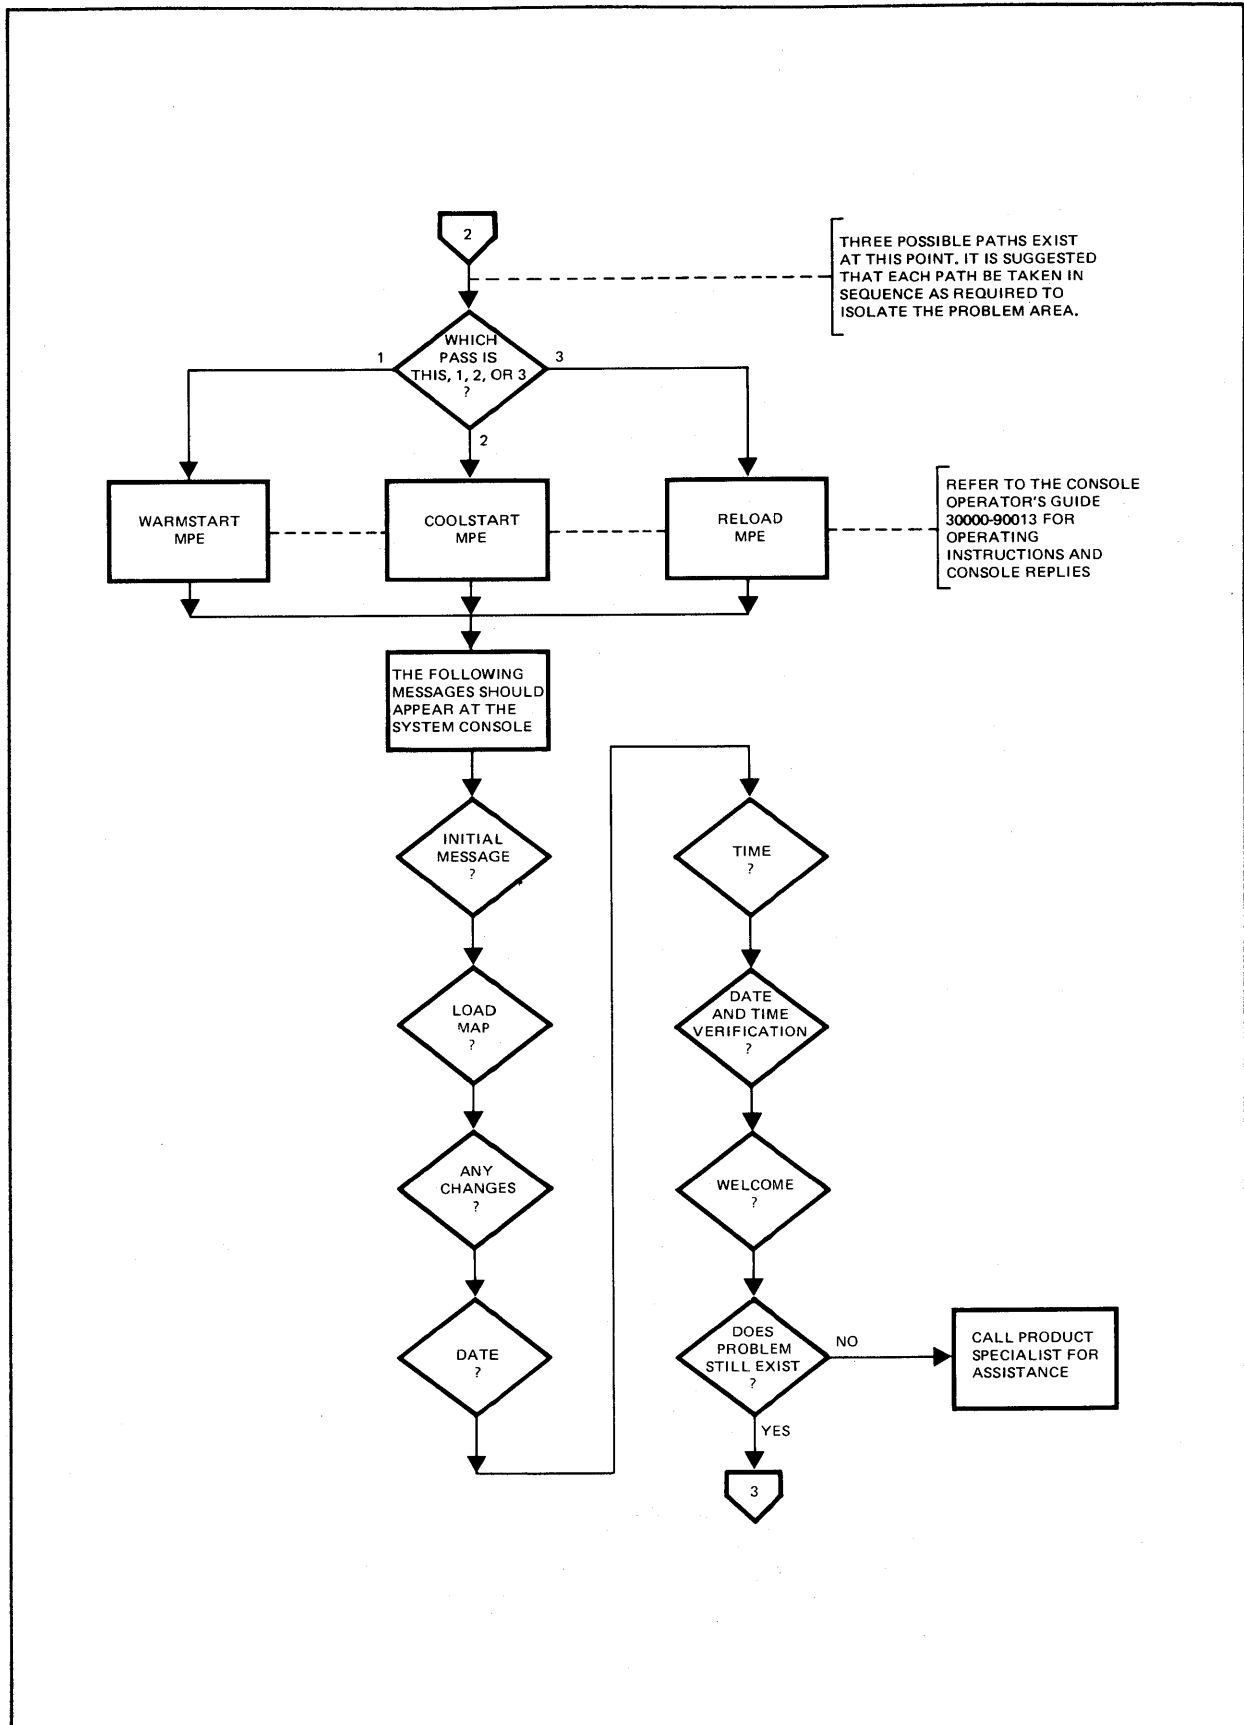 2
THREE POSSIBLE PATHS EXIST
AT THIS POINT. IT IS SUGGESTED
THAT EACH PATH BE TAKEN IN
SEQUENCE AS REQUIRED TO
ISOLATE THE PROBLEM AREA.
WHICH
PASS IS
THIS, 1, 2, OR 3
?
1
3
2
WARMSTART
MPE
COOLSTART
MPE
RELOAD
MPE
REFER TO THE CONSOLE
OPERATOR'S GUIDE
30000-90013 FOR
OPERATING
INSTRUCTIONS AND
CONSOLE REPLIES
THE FOLLOWING
MESSAGES SHOULD
APPEAR AT THE
SYSTEM CONSOLE
INITIAL
MESSAGE
?
LOAD
MAP
?
ANY
CHANGES
?
DATE
?
TIME
?
DATE
AND TIME
VERIFICATION
?
WELCOME
?
DOES
PROBLEM
STILL EXIST
?
NO
CALL PRODUCT
SPECIALIST FOR
ASSISTANCE
YES
3